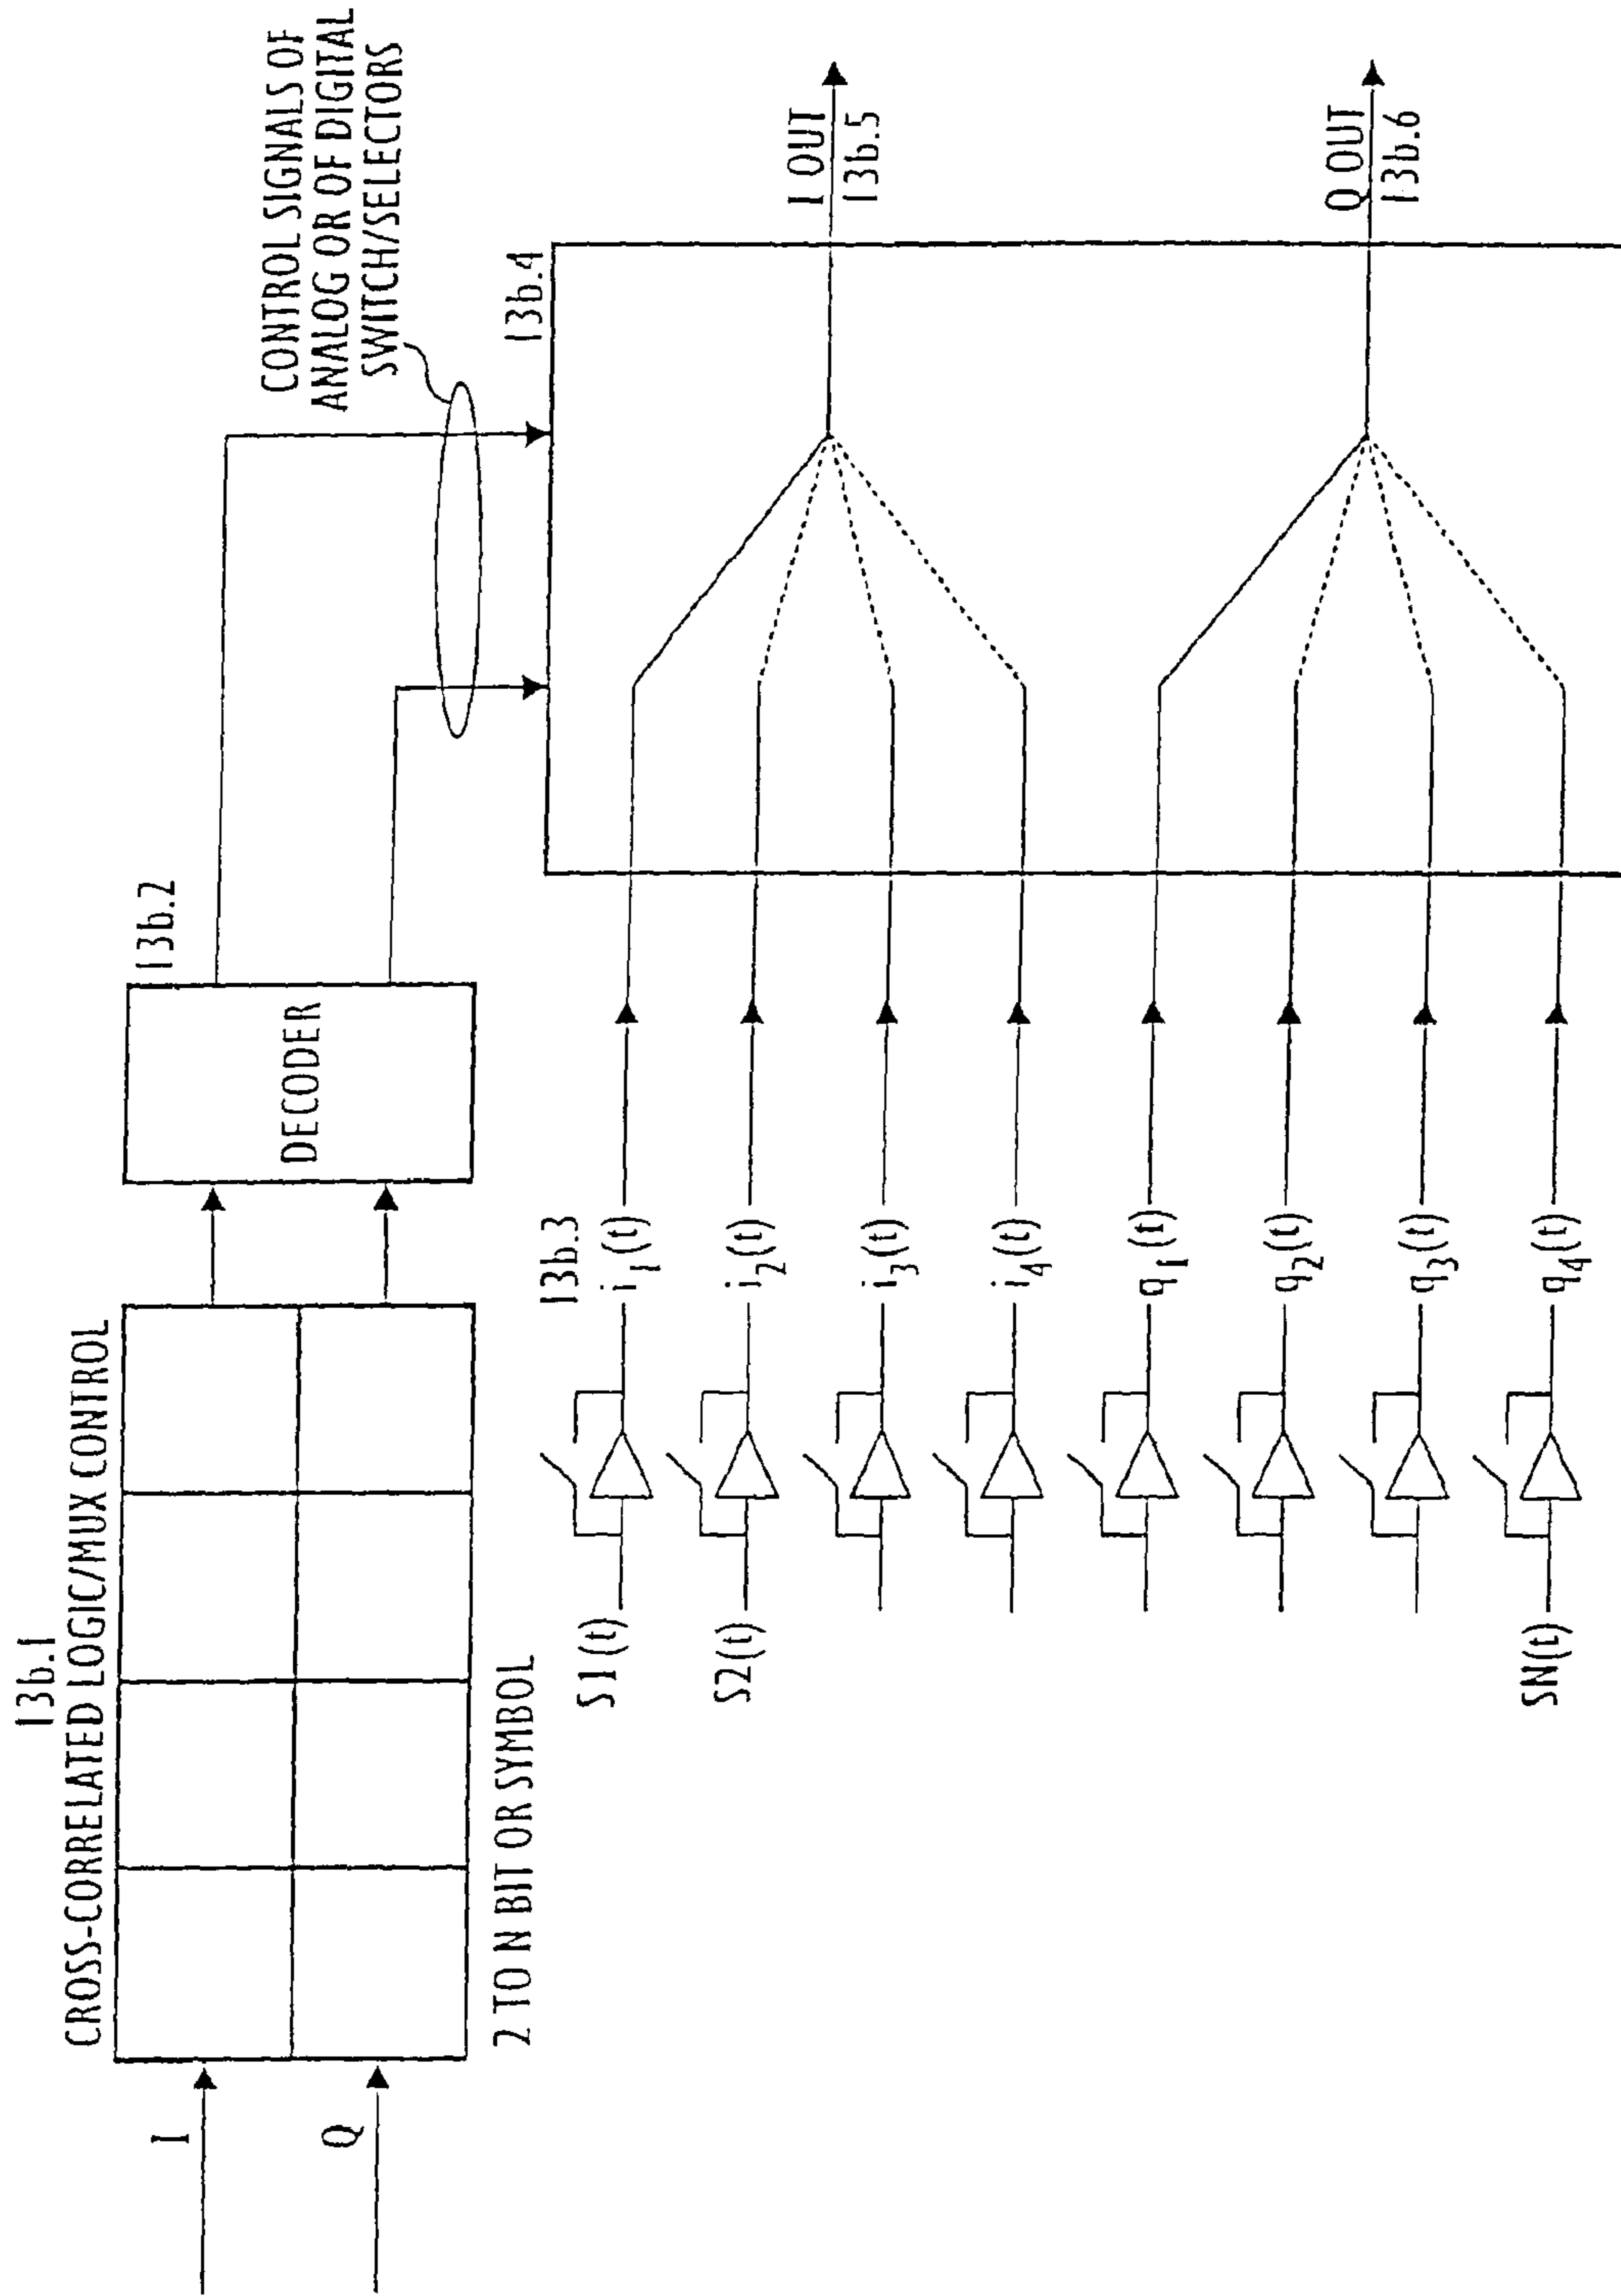 13b.1
CROSS-CORRELATED LOGIC/MUX CONTROL
I
Q
2 TO N BIT OR SYMBOL
13b.2
DECODER
CONTROL SIGNALS OF
ANALOG OR OF DIGITAL
SWITCH/SELECTORS
13b.3
13b.4
S1(t)
i₁(t)
S2(t)
i₂(t)
i₃(t)
i₄(t)
q₁(t)
q₂(t)
q₃(t)
SN(t)
q₄(t)
I OUT
13b.5
Q OUT
13b.6